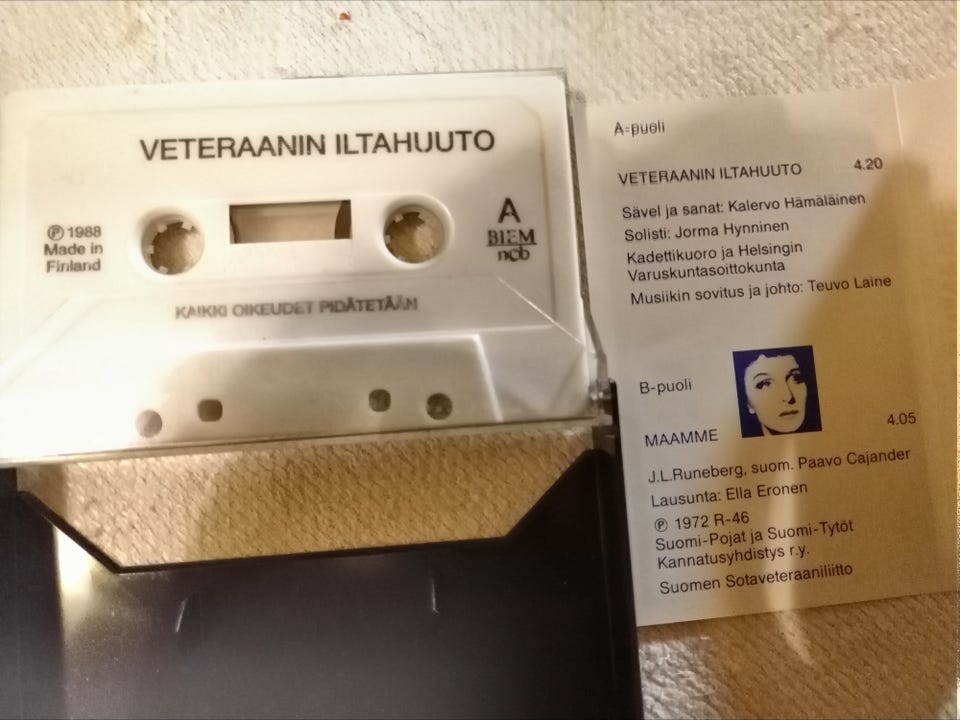 VETERAANIN ILTAHUUTO
℗ 1988
Made in
Finland
A
BIEM
ncb
KAIKKI OIKEUDET PIDÄTETÄÄN
A-puoli
VETERAANIN ILTAHUUTO 4.20
Sävel ja sanat: Kalervo Hämäläinen
Solisti: Jorma Hynninen
Kadettikuoro ja Helsingin
Varuskuntasoittokunta
Musiikin sovitus ja johto: Teuvo Laine
B-puoli
MAAMME 4.05
J.L.Runeberg, suom. Paavo Cajander
Lausunta: Ella Eronen
℗ 1972 R-46
Suomi-Pojat ja Suomi-Tytöt
Kannatusyhdistys r.y.
Suomen Sotaveteraaniliitto